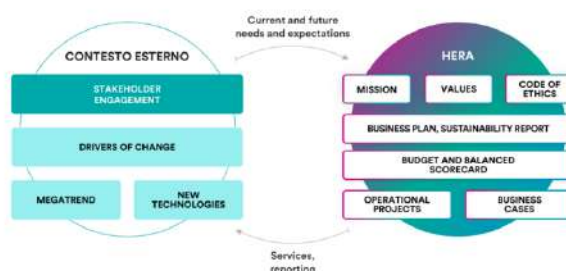 Current and future
needs and expectations
CONTESTO ESTERNO
STAKEHOLDER
ENGAGEMENT
DRIVERS OF CHANGE
MEGATREND
NEW
TECHNOLOGIES
HERA
MISSION
VALUES
CODE OF
ETHICS
BUSINESS PLAN, SUSTAINABILITY REPORT
BUDGET AND BALANCED
SCORECARD
OPERATIONAL
PROJECTS
BUSINESS
CASES
Services,
reporting